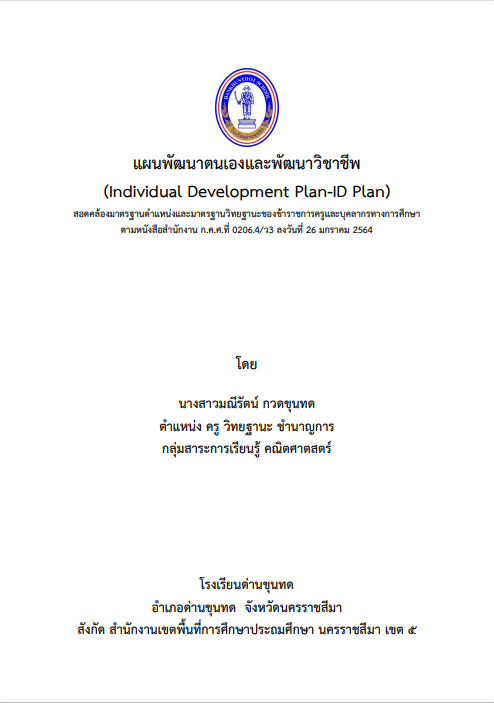 DANKHUNTHOT SCHOOL
แผนพัฒนาตนเองและพัฒนาวิชาชีพ
(Individual Development Plan-ID Plan)
สอดคล้องมาตรฐานตำแหน่งและมาตรฐานวิทยฐานะของข้าราชการครูและบุคลากรทางการศึกษา
ตามหนังสือสำนักงาน ก.ค.ศ.ที่ 0206.4/ว3 ลงวันที่ 26 มกราคม 2564
โดย
นางสาวมณีรัตน์ กวดขุนทด
ตำแหน่ง ครู วิทยฐานะ ชำนาญการ
กลุ่มสาระการเรียนรู้ คณิตศาตสตร์
โรงเรียนด่านขุนทด
อำเภอด่านขุนทด จังหวัดนครราชสีมา
สังกัด สำนักงานเขตพื้นที่การศึกษาประถมศึกษา นครราชสีมา เขต ๕